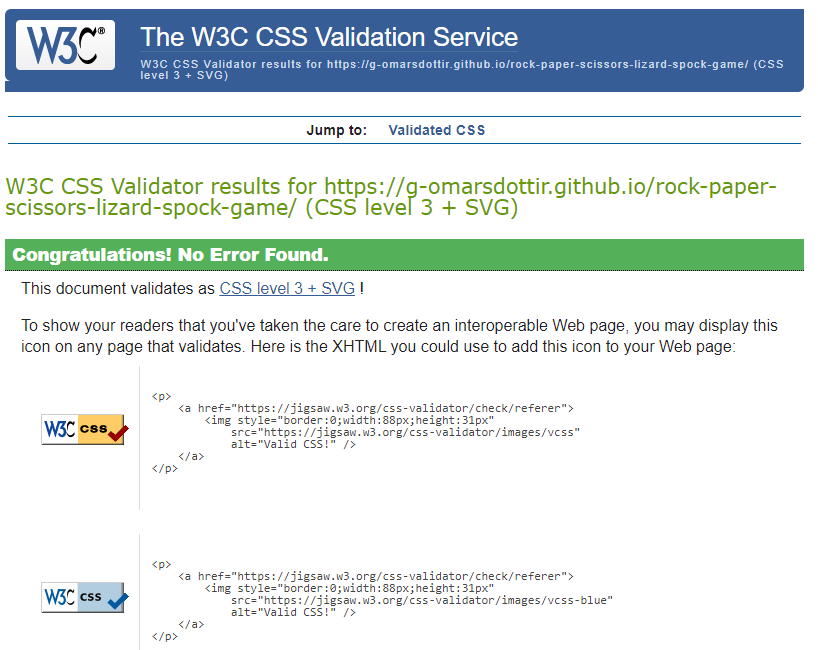 W3C®
The W3C CSS Validation Service
W3C CSS Validator results for https://g-omarsdottir.github.io/rock-paper-scissors-lizard-spock-game/ (CSS
level 3 + SVG)
Jump to: Validated CSS
W3C CSS Validator results for https://g-omarsdottir.github.io/rock-paper-
scissors-lizard-spock-game/ (CSS level 3 + SVG)
Congratulations! No Error Found.
This document validates as CSS level 3 + SVG !
To show your readers that you've taken the care to create an interoperable Web page, you may display this
icon on any page that validates. Here is the XHTML you could use to add this icon to your Web page:
W3C css
<p>
    <a href="https://jigsaw.w3.org/css-validator/check/referer">
        <img style="border:0;width:88px;height:31px"
            src="https://jigsaw.w3.org/css-validator/images/vcss"
            alt="Valid CSS!" />
    </a>
</p>
W3C css
<p>
    <a href="https://jigsaw.w3.org/css-validator/check/referer">
        <img style="border:0;width:88px;height:31px"
            src="https://jigsaw.w3.org/css-validator/images/vcss-blue"
            alt="Valid CSS!" />
    </a>
</p>